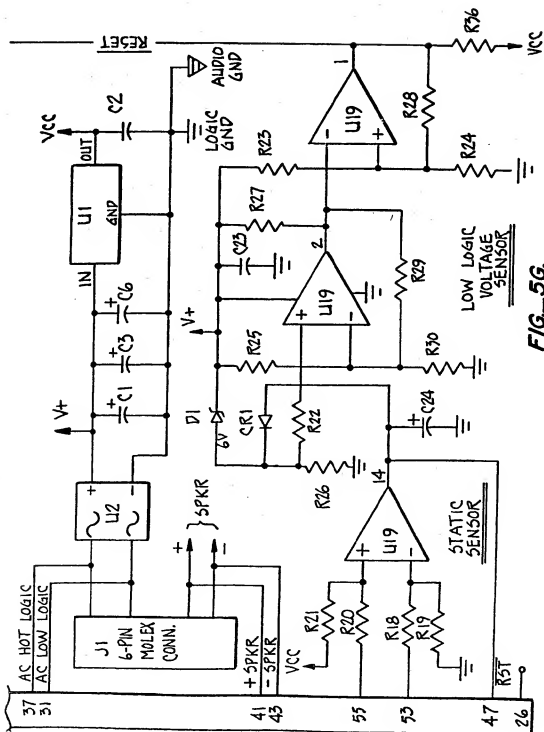 37
31
41
43
55
53
47
26
AC HOT LOGIC
AC LOW LOGIC
+ SPKR
- SPKR
RST
J1
6-PIN
MOLEX
CONN.
SPKR
+
-
U2
+
-
V+
C1
+
C3
+
C6
+
IN
U1
OUT
GND
VCC
C2
LOGIC
GND
AUDIO
GND
RESET
VCC
R21
R20
R18
R19
+
-
U19
14
STATIC
SENSOR
D1
6V
CR1
R22
R26
C24
+
V+
R25
C23
R27
R23
+
-
U19
2
R29
R30
-
+
U19
1
R28
R24
R36
VCC
LOW LOGIC
VOLTAGE
SENSOR
FIG. 5G